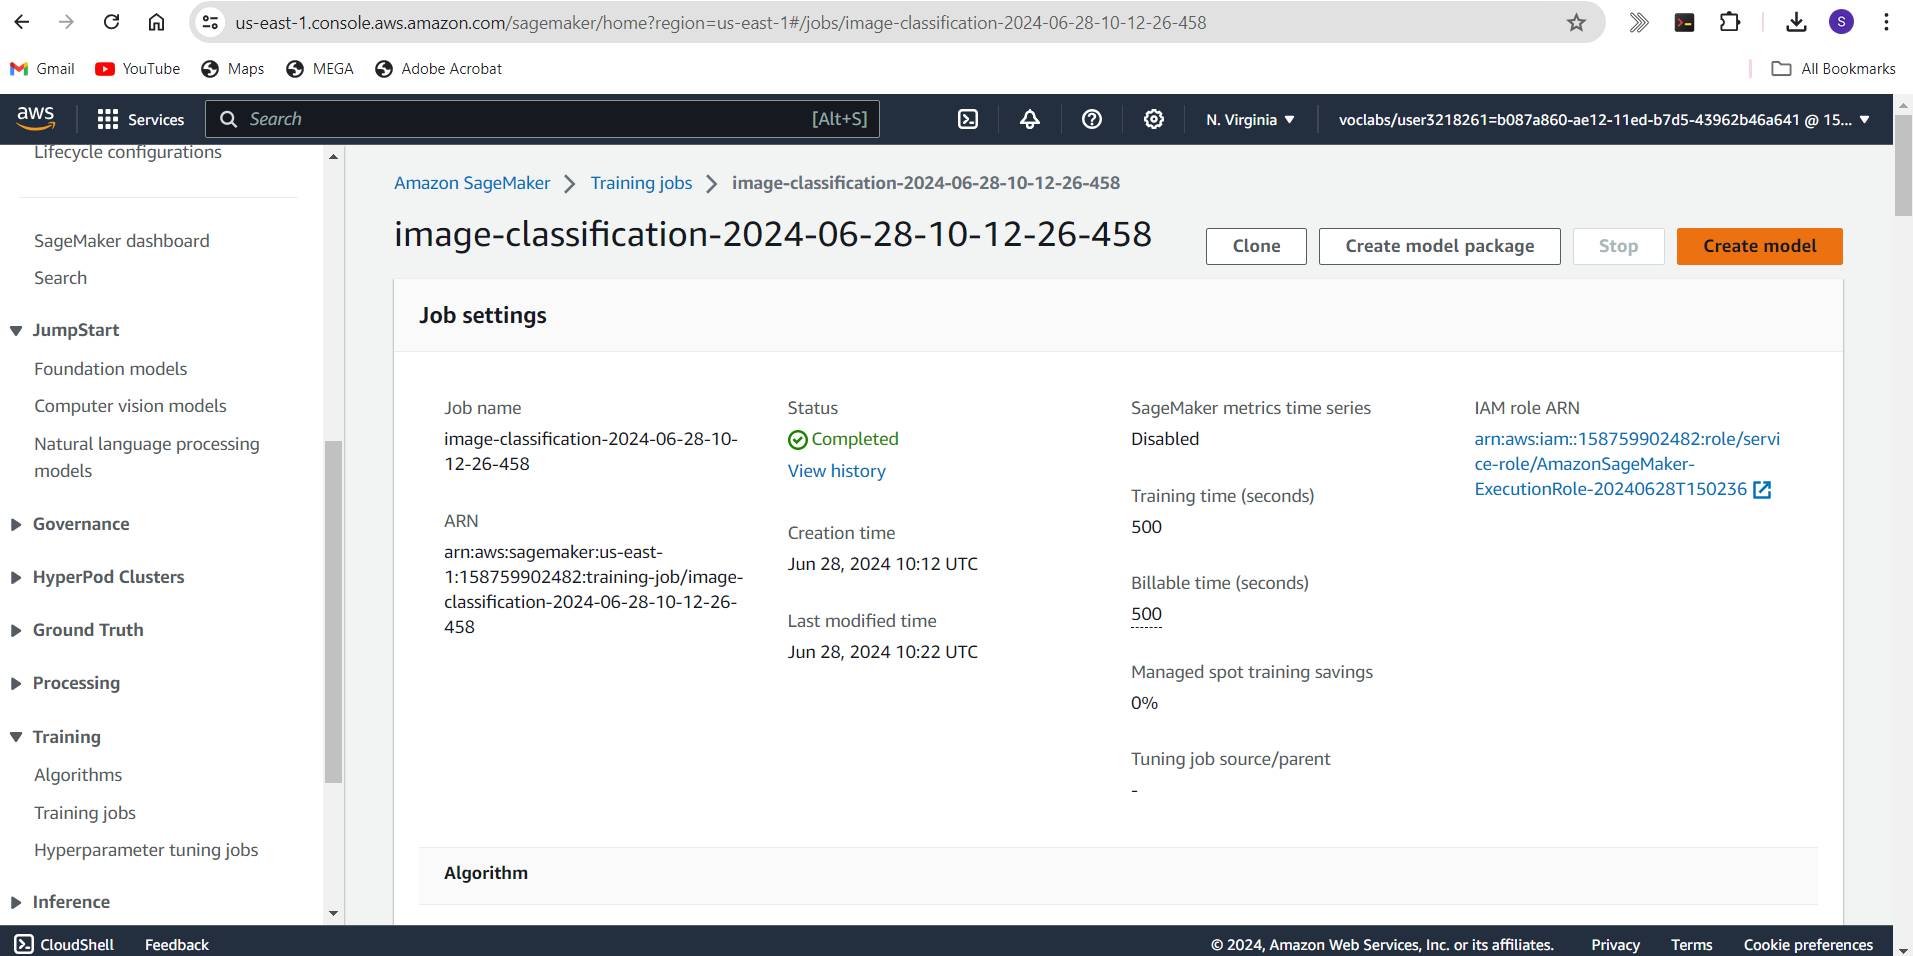 us-east-1.console.aws.amazon.com/sagemaker/home?region=us-east-1#/jobs/image-classification-2024-06-28-10-12-26-458
S
Gmail
YouTube
Maps
MEGA
Adobe Acrobat
All Bookmarks
aws
Services
Search
[Alt+S]
N. Virginia
voclabs/user3218261=b087a860-ae12-11ed-b7d5-43962b46a641 @ 15...
Lifecycle configurations
SageMaker dashboard
Search
JumpStart
Foundation models
Computer vision models
Natural language processing
models
Governance
HyperPod Clusters
Ground Truth
Processing
Training
Algorithms
Training jobs
Hyperparameter tuning jobs
Inference
Amazon SageMaker
Training jobs
image-classification-2024-06-28-10-12-26-458
image-classification-2024-06-28-10-12-26-458
Clone
Create model package
Stop
Create model
Job settings
Job name
image-classification-2024-06-28-10-
12-26-458
ARN
arn:aws:sagemaker:us-east-
1:158759902482:training-job/image-
classification-2024-06-28-10-12-26-
458
Status
Completed
View history
Creation time
Jun 28, 2024 10:12 UTC
Last modified time
Jun 28, 2024 10:22 UTC
SageMaker metrics time series
Disabled
Training time (seconds)
500
Billable time (seconds)
500
Managed spot training savings
0%
Tuning job source/parent
-
IAM role ARN
arn:aws:iam::158759902482:role/servi
ce-role/AmazonSageMaker-
ExecutionRole-20240628T150236
Algorithm
CloudShell
Feedback
© 2024, Amazon Web Services, Inc. or its affiliates.
Privacy
Terms
Cookie preferences